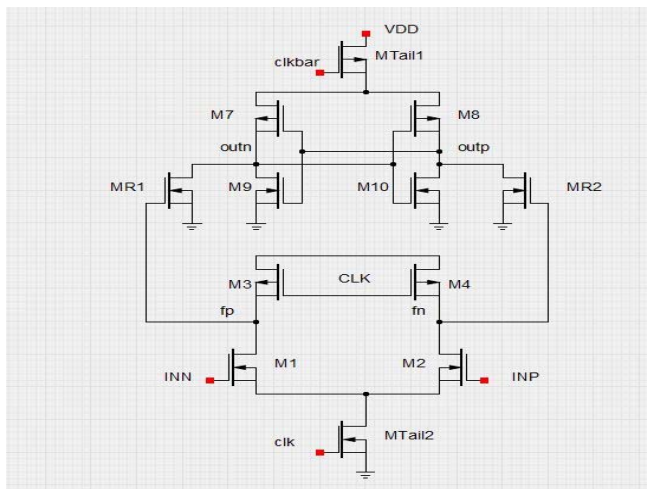 VDD
clkbar
MTail1
M7
M8
outn
outp
MR1
M9
M10
MR2
M3
CLK
M4
fp
fn
M1
M2
INN
INP
MTail2
clk